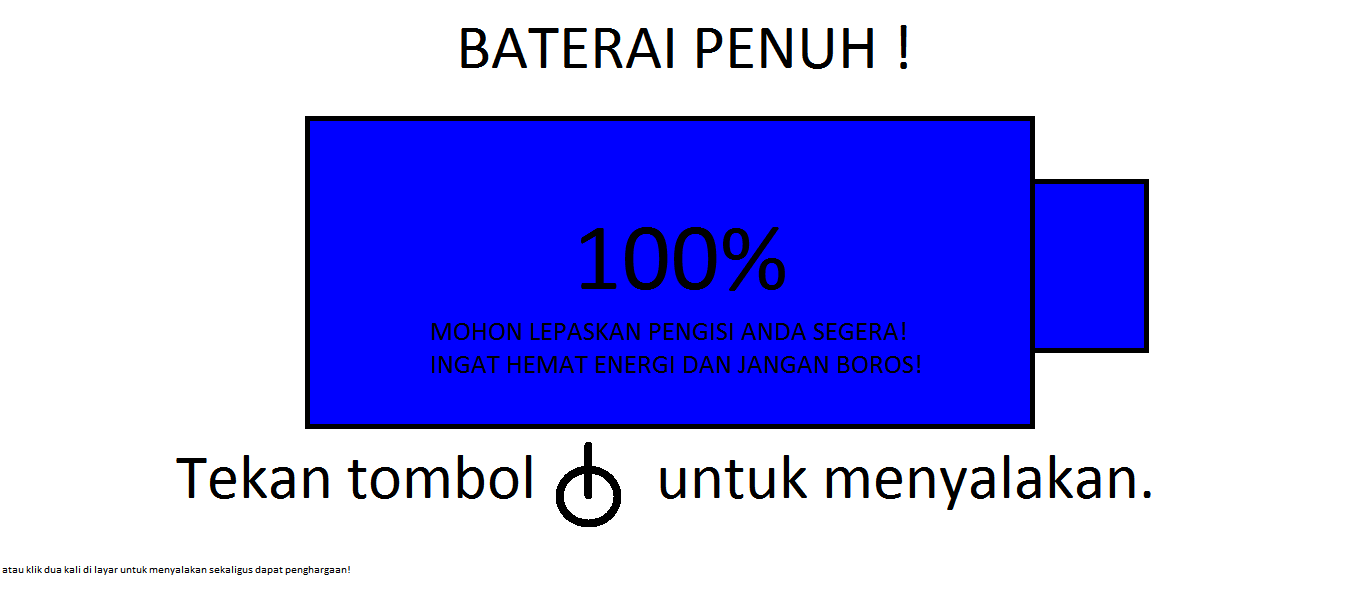 BATERAI PENUH !
100%
MOHON LEPASKAN PENGISI ANDA SEGERA!
INGAT HEMAT ENERGI DAN JANGAN BOROS!
Tekan tombol untuk menyalakan.
atau klik dua kali di layar untuk menyalakan sekaligus dapat penghargaan!